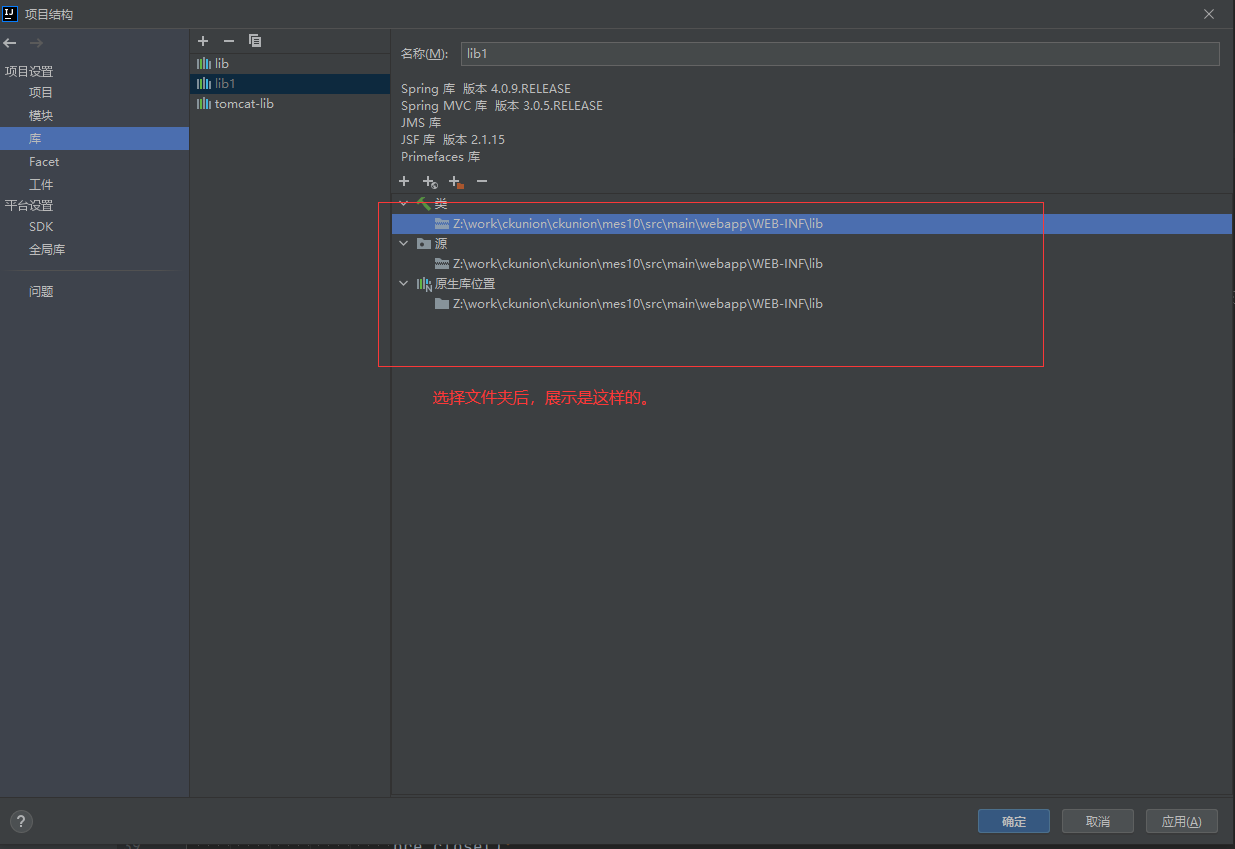 项目结构
项目设置
项目
模块
库
Facet
工件
平台设置
SDK
全局库
问题
lib
lib1
tomcat-lib
名称(M): lib1
Spring 库 版本 4.0.9.RELEASE
Spring MVC 库 版本 3.0.5.RELEASE
JMS 库
JSF 库 版本 2.1.15
Primefaces 库
类
Z:\work\ckunion\ckunion\mes10\src\main\webapp\WEB-INF\lib
源
Z:\work\ckunion\ckunion\mes10\src\main\webapp\WEB-INF\lib
原生库位置
Z:\work\ckunion\ckunion\mes10\src\main\webapp\WEB-INF\lib
选择文件夹后，展示是这样的。
?
确定 取消 应用(A)